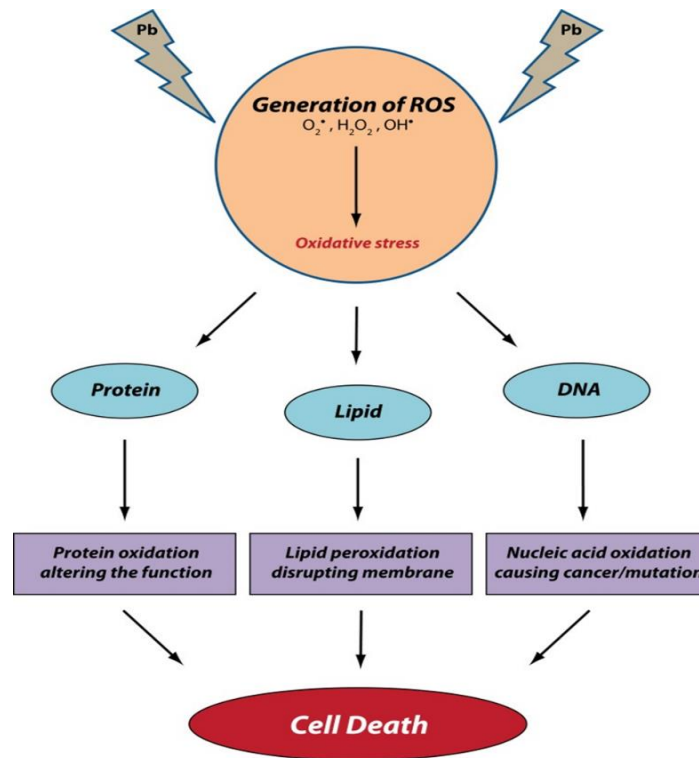 Pb
Pb
Generation of ROS
O₂•, H₂O₂, OH•
Oxidative stress
Protein
Lipid
DNA
Protein oxidation
altering the function
Lipid peroxidation
disrupting membrane
Nucleic acid oxidation
causing cancer/mutation
Cell Death